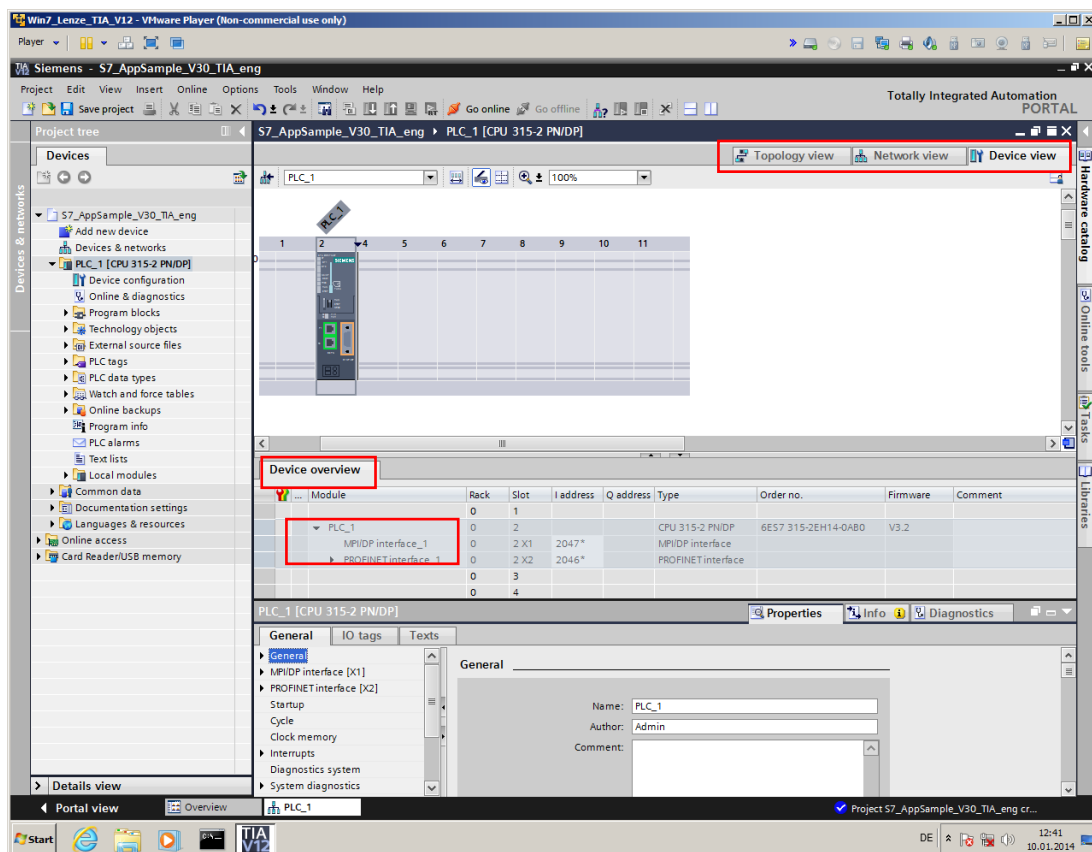 Win7_Lenze_TIA_V12 - VMware Player (Non-commercial use only)
Player
Siemens - S7_AppSample_V30_TIA_eng
Project Edit View Insert Online Options Tools Window Help
Totally Integrated Automation
PORTAL
Save project Go online Go offline
Project tree
S7_AppSample_V30_TIA_eng PLC_1 [CPU 315-2 PN/DP]
Devices
Topology view Network view Device view
PLC_1 100%
S7_AppSample_V30_TIA_eng
Add new device
Devices & networks
PLC_1 [CPU 315-2 PN/DP]
Device configuration
Online & diagnostics
Program blocks
Technology objects
External source files
PLC tags
PLC data types
Watch and force tables
Online backups
Program info
PLC alarms
Text lists
Local modules
Common data
Documentation settings
Languages & resources
Online access
Card Reader/USB memory
Devices & networks
PLC_1
1 2 4 5 6 7 8 9 10 11
0
SIEMENS
Hardware catalog
Online tools
Tasks
Libraries
Device overview
... Module Rack Slot I address Q address Type Order no. Firmware Comment
0 1
PLC_1 0 2 CPU 315-2 PN/DP 6ES7 315-2EH14-0AB0 V3.2
MPI/DP interface_1 0 2 X1 2047* MPI/DP interface
PROFINET interface_1 0 2 X2 2046* PROFINET interface
0 3
0 4
PLC_1 [CPU 315-2 PN/DP]
Properties Info Diagnostics
General IO tags Texts
General
MPI/DP interface [X1]
PROFINET interface [X2]
Startup
Cycle
Clock memory
Interrupts
Diagnostics system
System diagnostics
General
Name: PLC_1
Author: Admin
Comment:
Details view
Portal view Overview PLC_1
Project S7_AppSample_V30_TIA_eng cr...
Start
TIA
V12
DE
12:41
10.01.2014